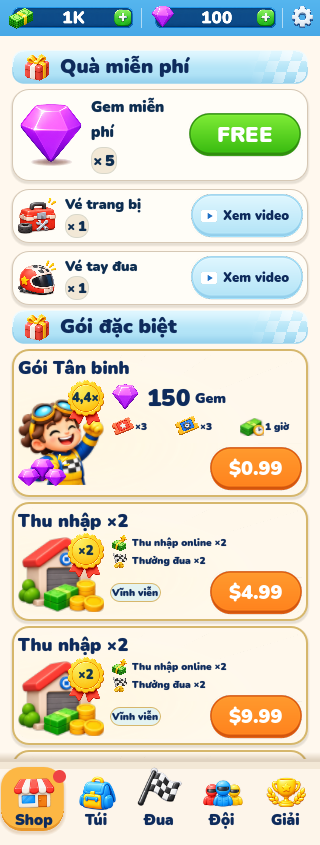 1K
100
Quà miễn phí
Gem miễn
phí
× 5
FREE
Vé trang bị
× 1
Xem video
Vé tay đua
× 1
Xem video
Gói đặc biệt
Gói Tân binh
4,4×
150 Gem
×3
×3
1 giờ
$0.99
Thu nhập ×2
×2
Thu nhập online ×2
Thưởng đua ×2
Vĩnh viễn
$4.99
Thu nhập ×2
×2
Thu nhập online ×2
Thưởng đua ×2
Vĩnh viễn
$9.99
Shop
Túi
Đua
Đội
Giải